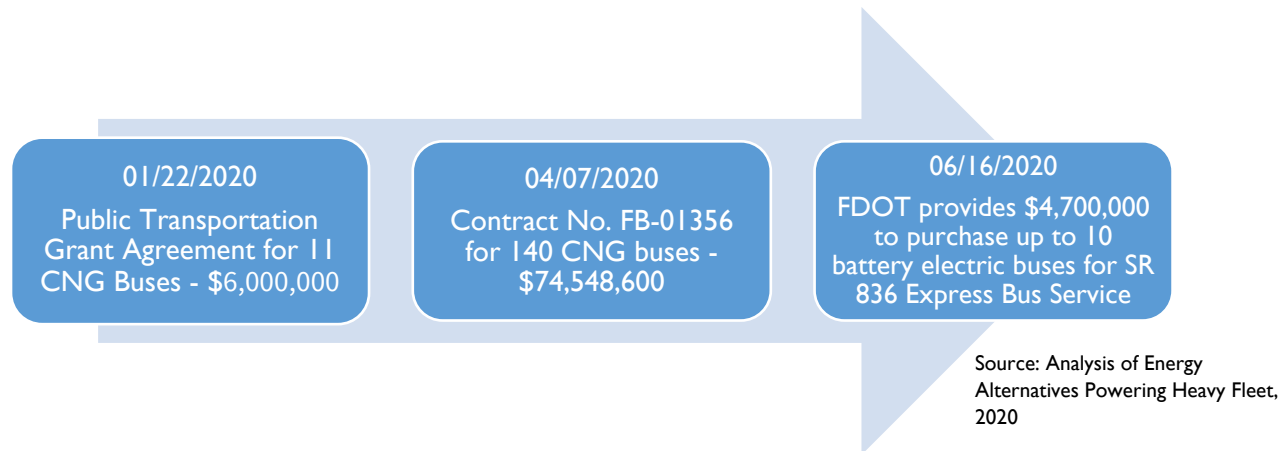 01/22/2020
Public Transportation
Grant Agreement for 11
CNG Buses - $6,000,000
04/07/2020
Contract No. FB-01356
for 140 CNG buses -
$74,548,600
06/16/2020
FDOT provides $4,700,000
to purchase up to 10
battery electric buses for SR
836 Express Bus Service
Source: Analysis of Energy
Alternatives Powering Heavy Fleet,
2020